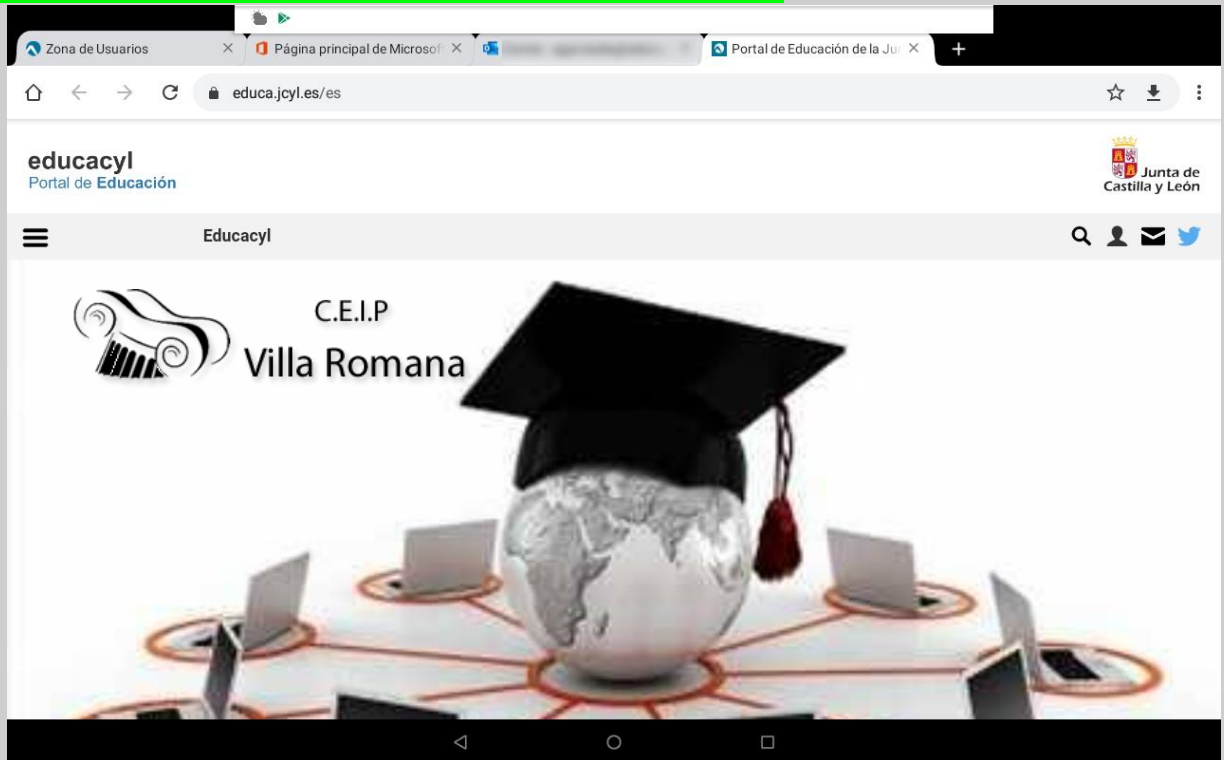 Zona de Usuarios
Página principal de Microsof
Portal de Educación de la Ju
educa.jcyl.es/es
educacyl
Portal de Educación
Junta de
Castilla y León
Educacyl
C.E.I.P
Villa Romana